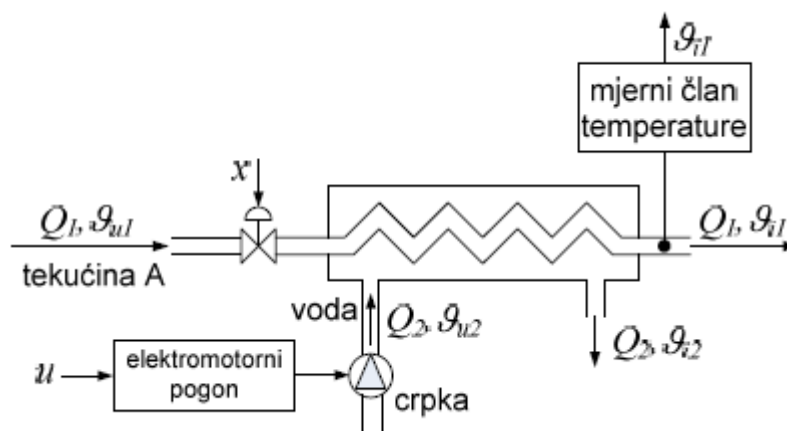 ϑi1
mjerni član
temperature
x
Q1, ϑu1
Q1, ϑi1
tekućina A
voda
Q2, ϑu2
Q2, ϑi2
u
elektromotorni
pogon
crpka